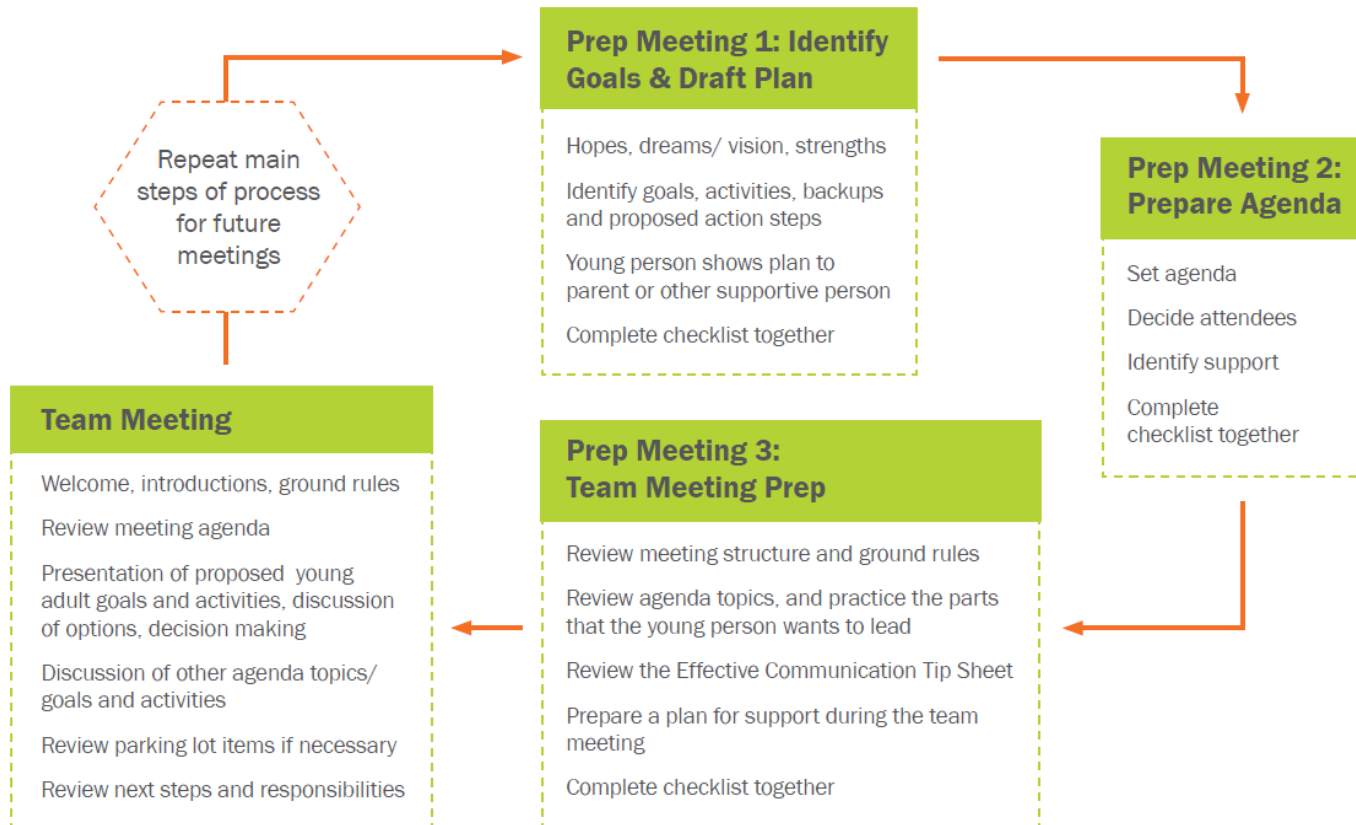 Prep Meeting 1: Identify
Goals & Draft Plan
Hopes, dreams/ vision, strengths
Identify goals, activities, backups
and proposed action steps
Young person shows plan to
parent or other supportive person
Complete checklist together
Prep Meeting 2:
Prepare Agenda
Set agenda
Decide attendees
Identify support
Complete
checklist together
Prep Meeting 3:
Team Meeting Prep
Review meeting structure and ground rules
Review agenda topics, and practice the parts
that the young person wants to lead
Review the Effective Communication Tip Sheet
Prepare a plan for support during the team
meeting
Complete checklist together
Team Meeting
Welcome, introductions, ground rules
Review meeting agenda
Presentation of proposed young
adult goals and activities, discussion
of options, decision making
Discussion of other agenda topics/
goals and activities
Review parking lot items if necessary
Review next steps and responsibilities
Repeat main
steps of process
for future
meetings